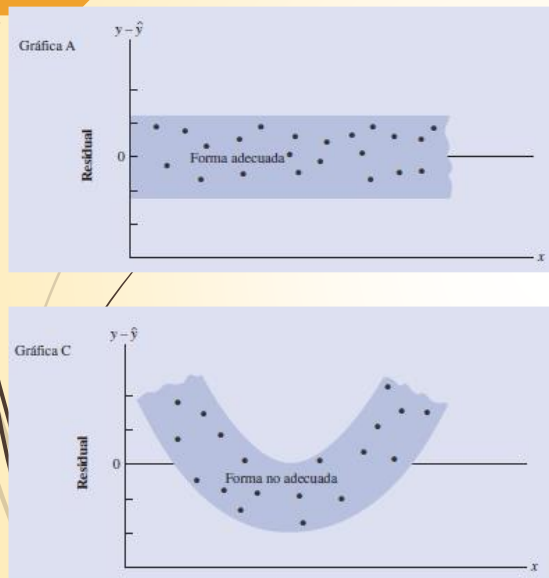 y – ŷ
Gráfica A
Residual
0
Forma adecuada
x
y – ŷ
Gráfica C
Residual
0
Forma no adecuada
x